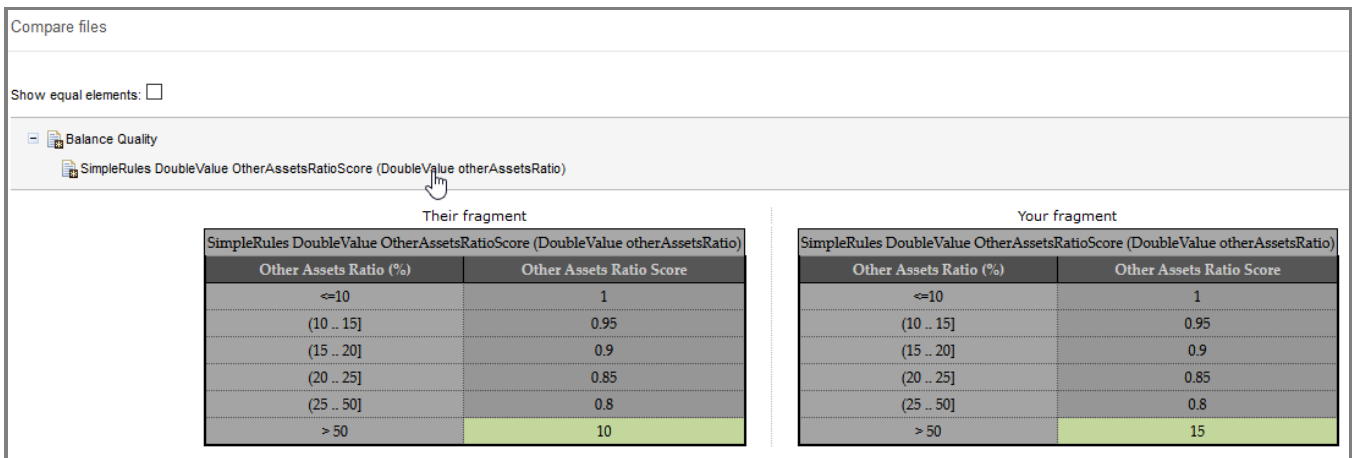 Compare files
Show equal elements:
Balance Quality
SimpleRules DoubleValue OtherAssetsRatioScore (DoubleValue otherAssetsRatio)
Their fragment
SimpleRules DoubleValue OtherAssetsRatioScore (DoubleValue otherAssetsRatio)
Other Assets Ratio (%) Other Assets Ratio Score
<=10 1
(10 .. 15] 0.95
(15 .. 20] 0.9
(20 .. 25] 0.85
(25 .. 50] 0.8
> 50 10
Your fragment
SimpleRules DoubleValue OtherAssetsRatioScore (DoubleValue otherAssetsRatio)
Other Assets Ratio (%) Other Assets Ratio Score
<=10 1
(10 .. 15] 0.95
(15 .. 20] 0.9
(20 .. 25] 0.85
(25 .. 50] 0.8
> 50 15